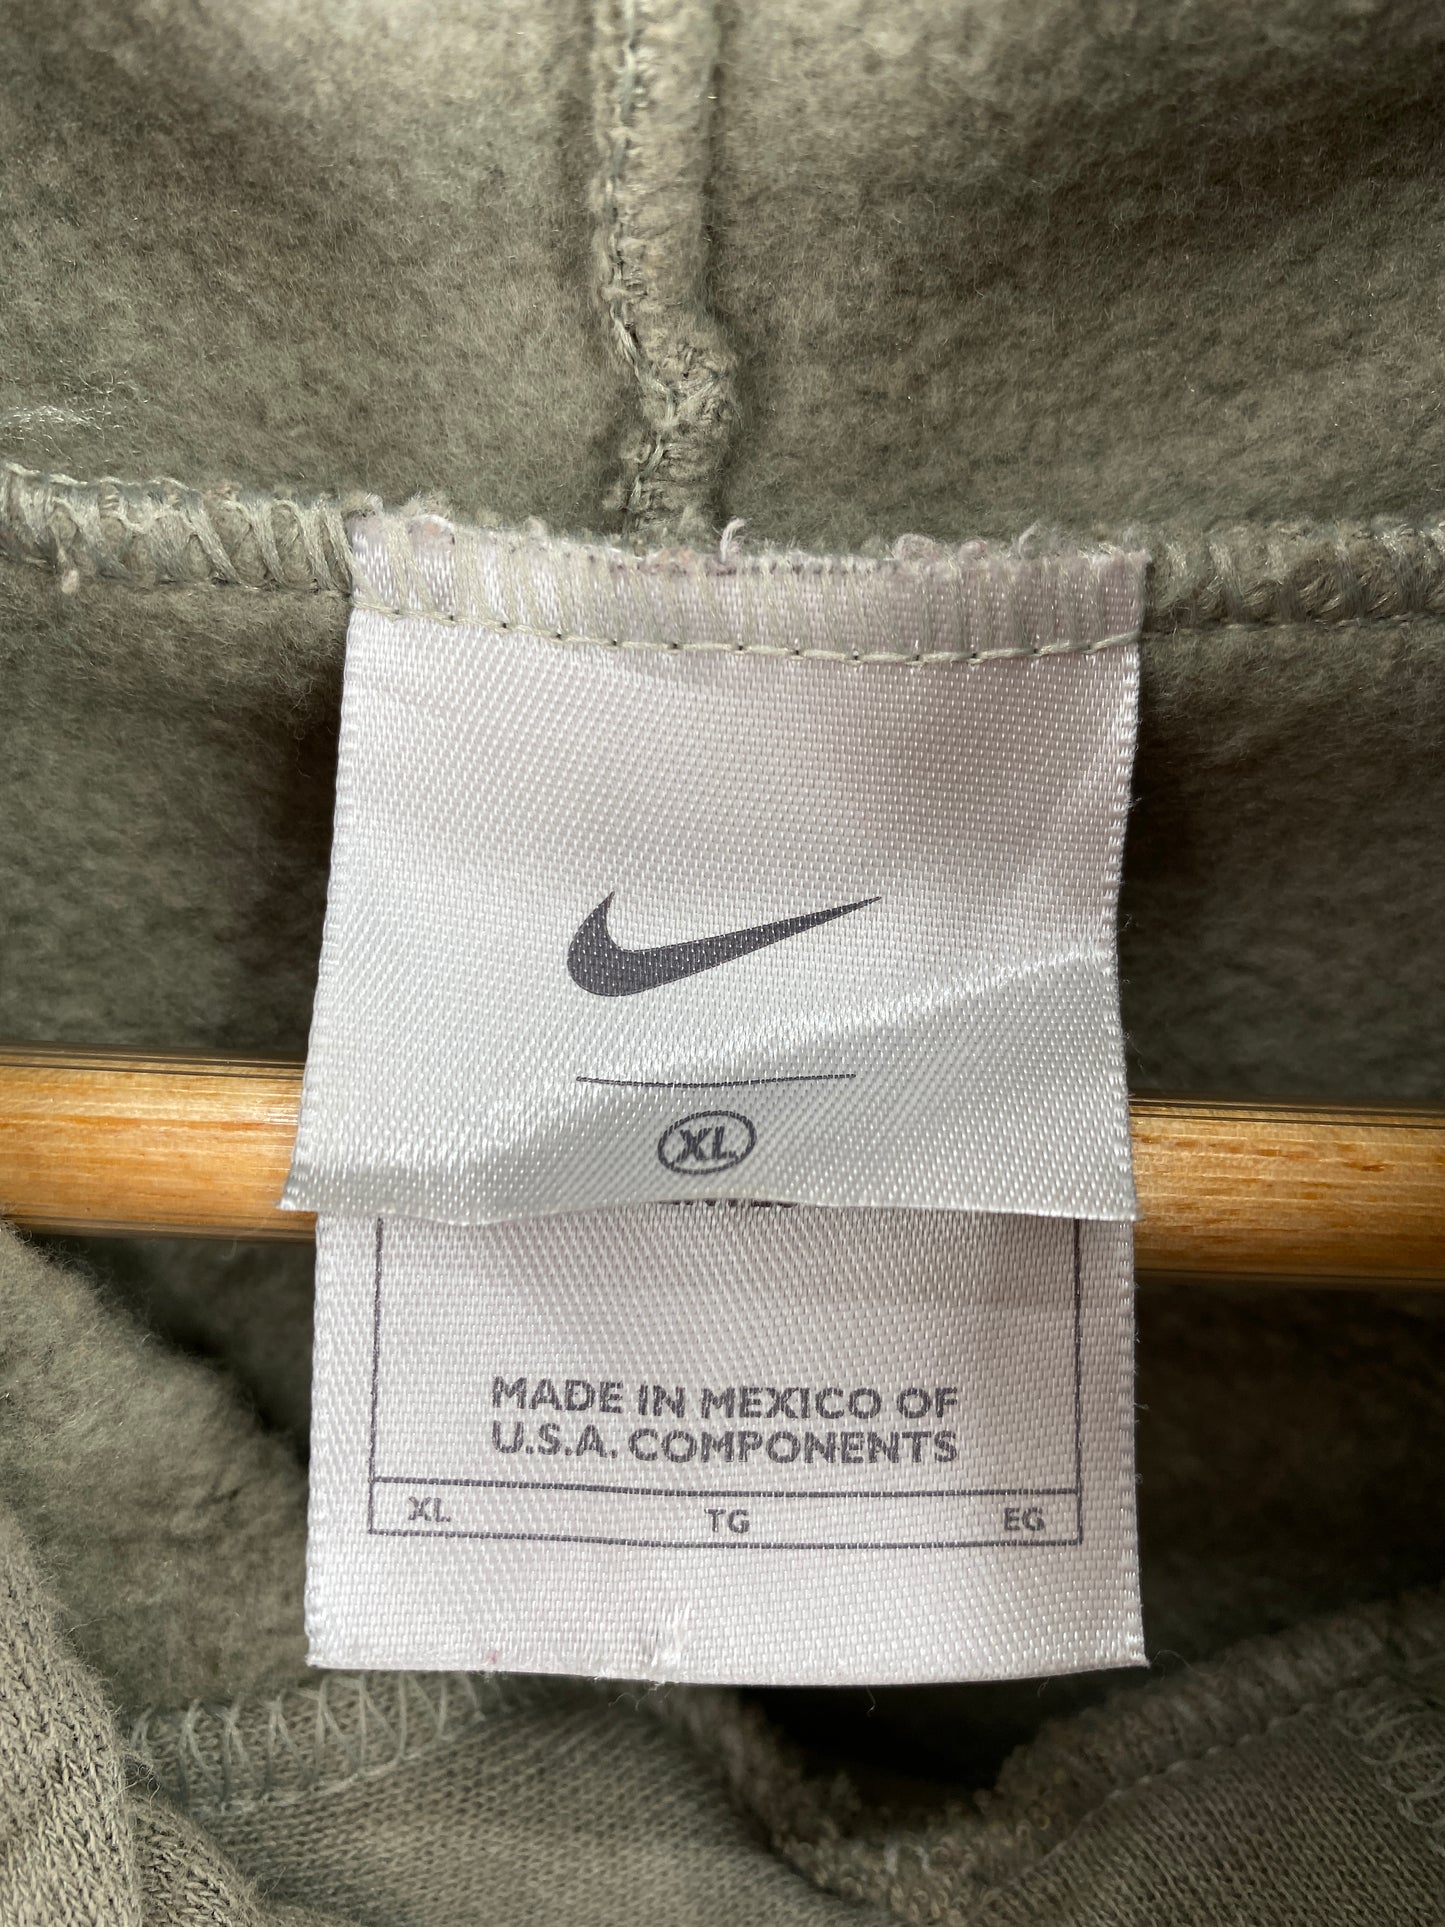 XL
MADE IN MEXICO OF
U.S.A. COMPONENTS
XL TG EG